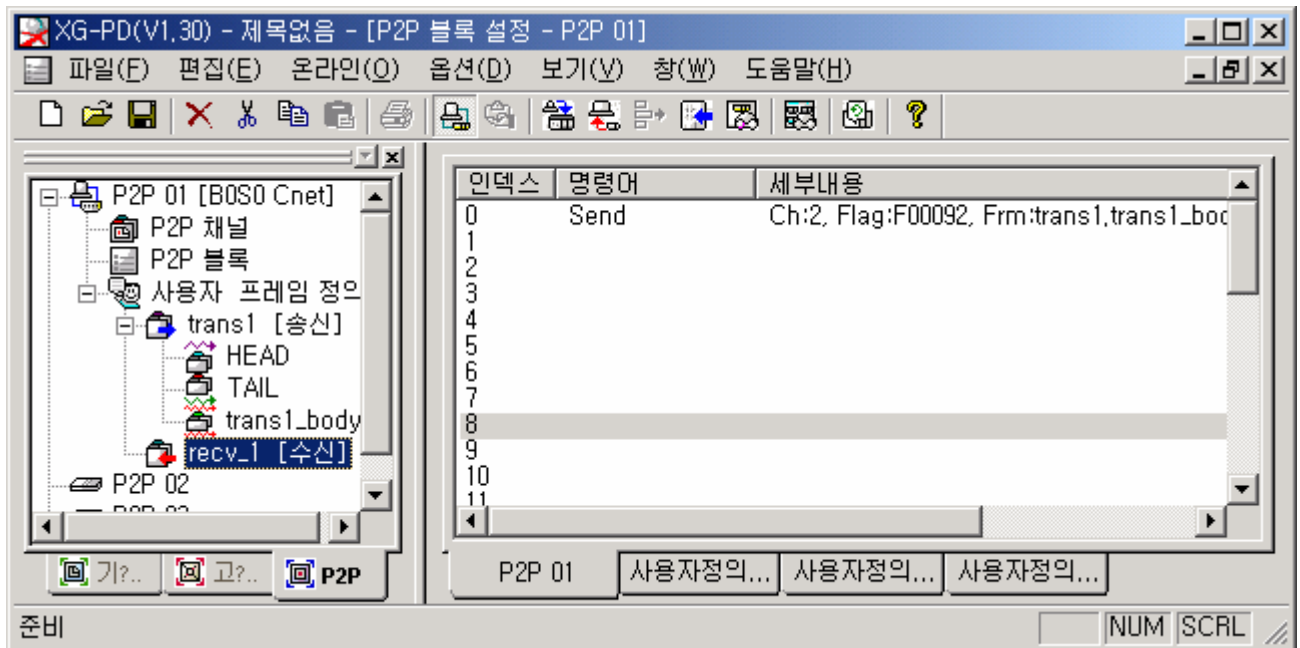 XG-PD(V1,30) - 제목없음 - [P2P 블록 설정 - P2P 01]
파일(F) 편집(E) 온라인(O) 옵션(D) 보기(V) 창(W) 도움말(H)
P2P 01 [B0S0 Cnet]
P2P 채널
P2P 블록
사용자 프레임 정의
trans1 [송신]
HEAD
TAIL
trans1_body
recv_1 [수신]
P2P 02
기?..
고?..
P2P
인덱스 명령어 세부내용
0 Send Ch:2, Flag:F00092, Frm:trans1,trans1_bod
1
2
3
4
5
6
7
8
9
10
11
P2P 01 사용자정의... 사용자정의... 사용자정의...
준비
NUM SCRL